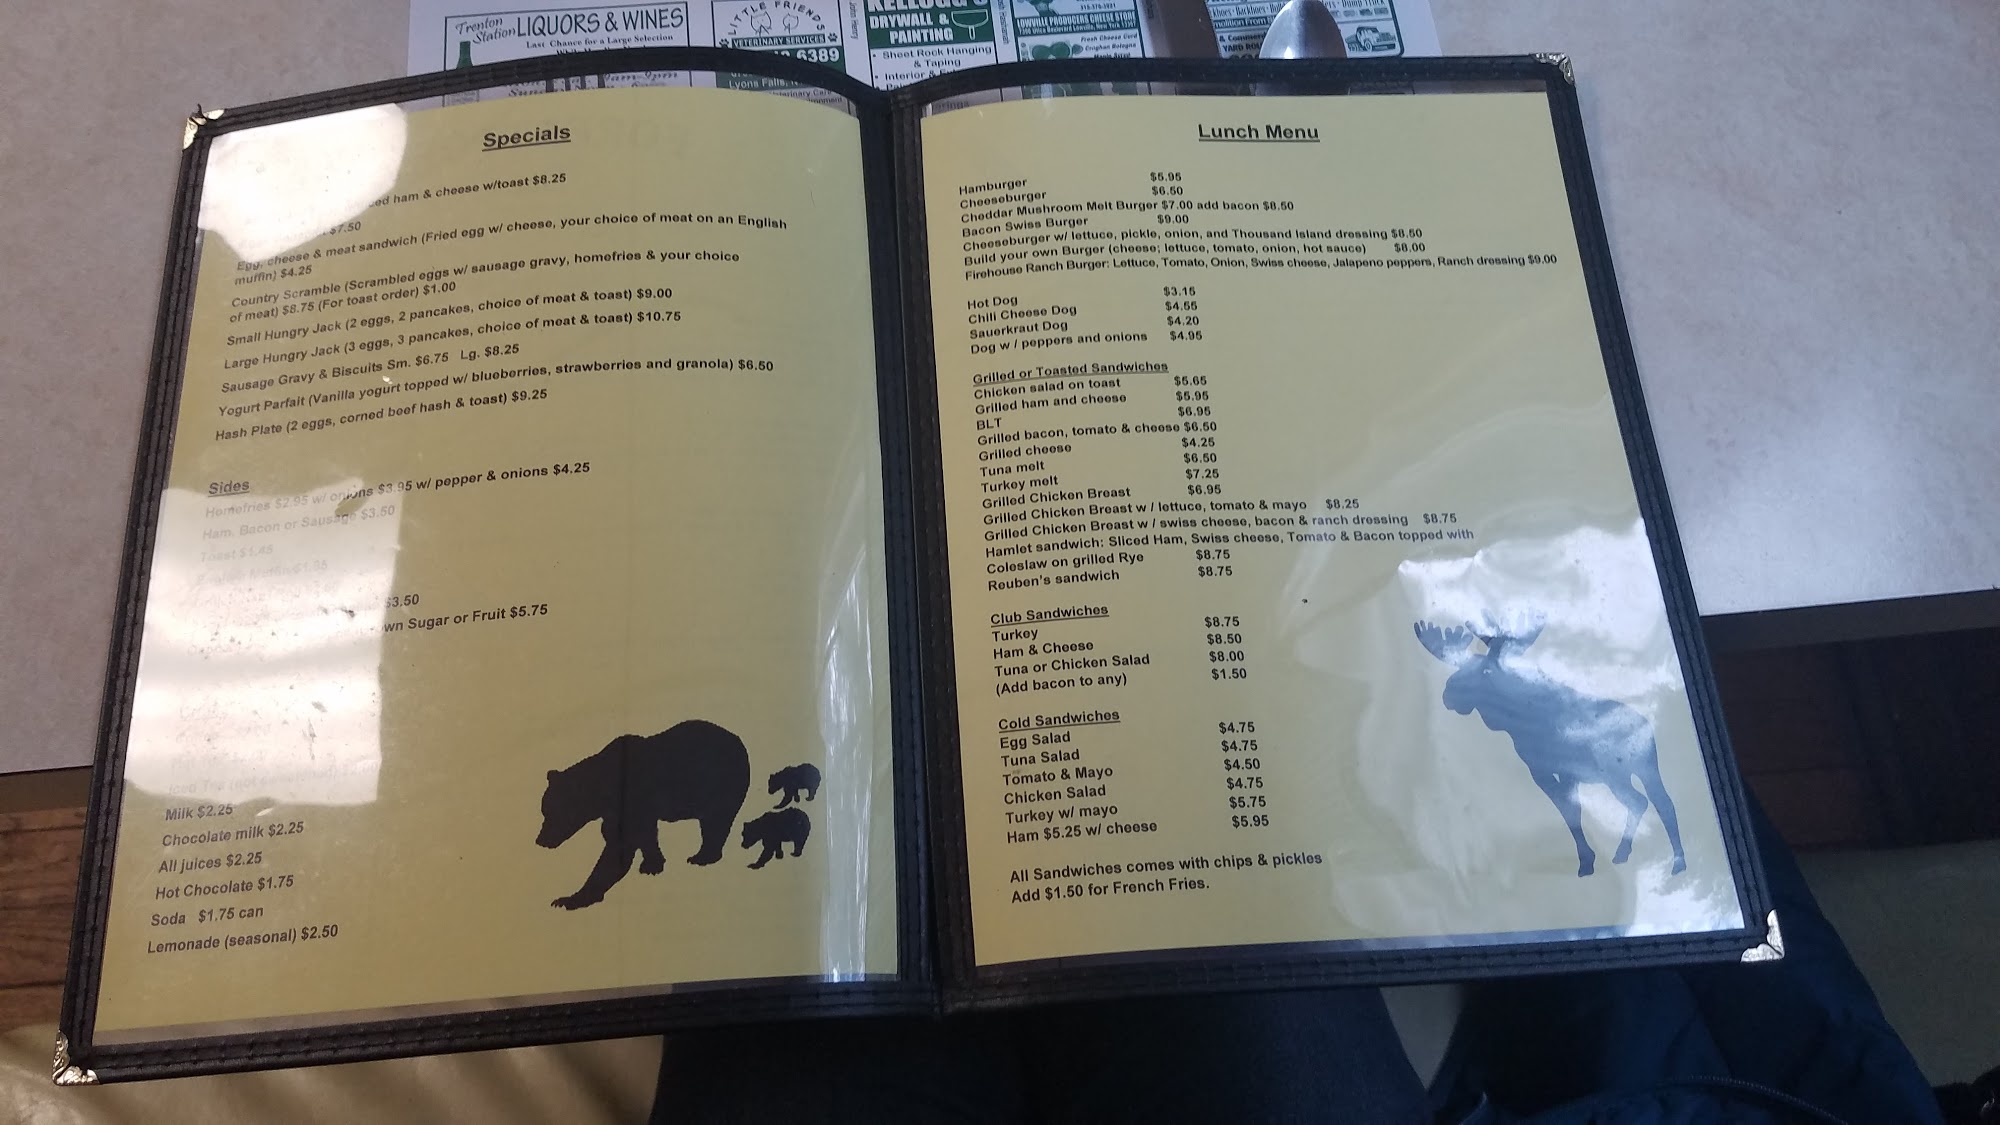 Trenton
Station LIQUORS & WINES
Last Chance for a Large Selection
LITTLE FRIENDS
VETERINARY SERVICES
6389
Lyons Falls,
DRYWALL &
PAINTING
• Sheet Rock Hanging
& Taping
• Interior &
LOWVILLE PRODUCERS CHEESE STORE
Fresh Cheese Curd
Croghan Bologna
Specials
ham & cheese w/toast $8.25
$7.50
Egg, cheese & meat sandwich (Fried egg w/ cheese, your choice of meat on an English
muffin) $4.25
Country Scramble (Scrambled eggs w/ sausage gravy, homefries & your choice
of meat) $8.75 (For toast order) $1.00
Small Hungry Jack (2 eggs, 2 pancakes, choice of meat & toast) $9.00
Large Hungry Jack (3 eggs, 3 pancakes, choice of meat & toast) $10.75
Sausage Gravy & Biscuits Sm. $6.75 Lg. $8.25
Yogurt Parfait (Vanilla yogurt topped w/ blueberries, strawberries and granola) $6.50
Hash Plate (2 eggs, corned beef hash & toast) $9.25
Sides
Homefries $2.95 w/ onions $3.95 w/ pepper & onions $4.25
Ham, Bacon or Sausage $3.50
Toast
$3.50
Sugar or Fruit $5.75
Milk $2.25
Chocolate milk $2.25
All juices $2.25
Hot Chocolate $1.75
Soda $1.75 can
Lemonade (seasonal) $2.50
Lunch Menu
Hamburger $5.95
Cheeseburger $6.50
Cheddar Mushroom Melt Burger $7.00 add bacon $8.50
Bacon Swiss Burger $9.00
Cheeseburger w/ lettuce, pickle, onion, and Thousand Island dressing $8.50
Build your own Burger (cheese; lettuce, tomato, onion, hot sauce) $8.00
Firehouse Ranch Burger: Lettuce, Tomato, Onion, Swiss cheese, Jalapeno peppers, Ranch dressing $9.00
Hot Dog $3.15
Chili Cheese Dog $4.55
Sauerkraut Dog $4.20
Dog w / peppers and onions $4.95
Grilled or Toasted Sandwiches
Chicken salad on toast $5.65
Grilled ham and cheese $5.95
BLT $6.95
Grilled bacon, tomato & cheese $6.50
Grilled cheese $4.25
Tuna melt $6.50
Turkey melt $7.25
Grilled Chicken Breast $6.95
Grilled Chicken Breast w / lettuce, tomato & mayo $8.25
Grilled Chicken Breast w / swiss cheese, bacon & ranch dressing $8.75
Hamlet sandwich: Sliced Ham, Swiss cheese, Tomato & Bacon topped with
Coleslaw on grilled Rye $8.75
Reuben's sandwich $8.75
Club Sandwiches
Turkey $8.75
Ham & Cheese $8.50
Tuna or Chicken Salad $8.00
(Add bacon to any) $1.50
Cold Sandwiches
Egg Salad $4.75
Tuna Salad $4.75
Tomato & Mayo $4.50
Chicken Salad $4.75
Turkey w/ mayo $5.75
Ham $5.25 w/ cheese $5.95
All Sandwiches comes with chips & pickles
Add $1.50 for French Fries.